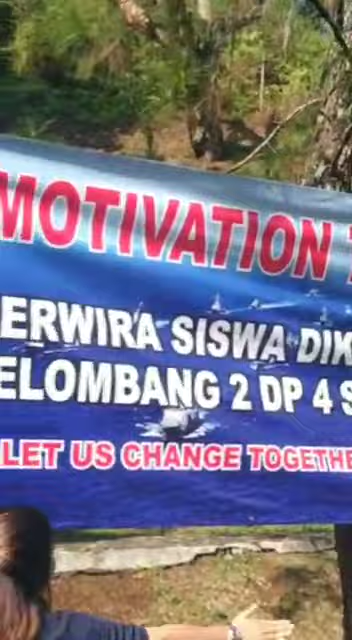 MOTIVATION
ERWIRA SISWA DIK
ELOMBANG 2 DP 4 S
LET US CHANGE TOGETHE